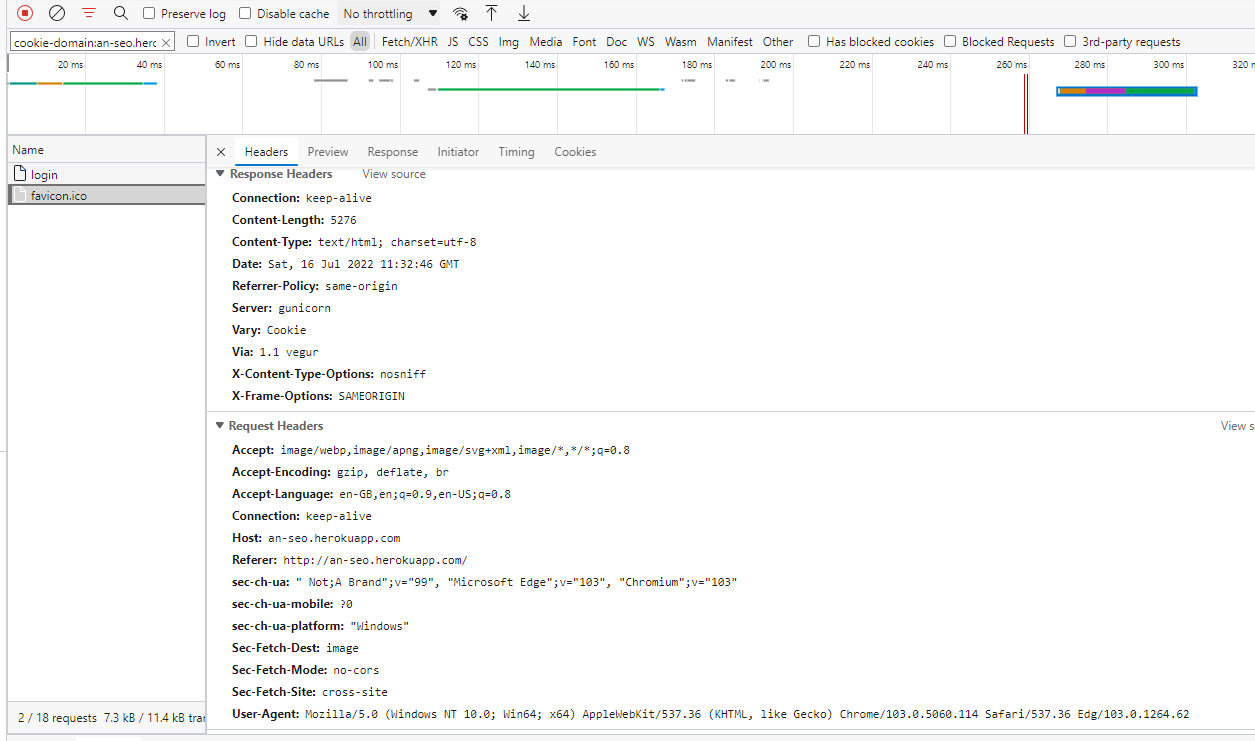 Preserve log Disable cache No throttling
cookie-domain:an-seo.herc Invert Hide data URLs All Fetch/XHR JS CSS Img Media Font Doc WS Wasm Manifest Other Has blocked cookies Blocked Requests 3rd-party requests
20 ms 40 ms 60 ms 80 ms 100 ms 120 ms 140 ms 160 ms 180 ms 200 ms 220 ms 240 ms 260 ms 280 ms 300 ms 320 m
Name
login
favicon.ico
2 / 18 requests 7.3 kB / 11.4 kB trar
Headers Preview Response Initiator Timing Cookies
Response Headers View source
Connection: keep-alive
Content-Length: 5276
Content-Type: text/html; charset=utf-8
Date: Sat, 16 Jul 2022 11:32:46 GMT
Referrer-Policy: same-origin
Server: gunicorn
Vary: Cookie
Via: 1.1 vegur
X-Content-Type-Options: nosniff
X-Frame-Options: SAMEORIGIN
Request Headers View s
Accept: image/webp,image/apng,image/svg+xml,image/*,*/*;q=0.8
Accept-Encoding: gzip, deflate, br
Accept-Language: en-GB,en;q=0.9,en-US;q=0.8
Connection: keep-alive
Host: an-seo.herokuapp.com
Referer: http://an-seo.herokuapp.com/
sec-ch-ua: " Not;A Brand";v="99", "Microsoft Edge";v="103", "Chromium";v="103"
sec-ch-ua-mobile: ?0
sec-ch-ua-platform: "Windows"
Sec-Fetch-Dest: image
Sec-Fetch-Mode: no-cors
Sec-Fetch-Site: cross-site
User-Agent: Mozilla/5.0 (Windows NT 10.0; Win64; x64) AppleWebKit/537.36 (KHTML, like Gecko) Chrome/103.0.5060.114 Safari/537.36 Edg/103.0.1264.62